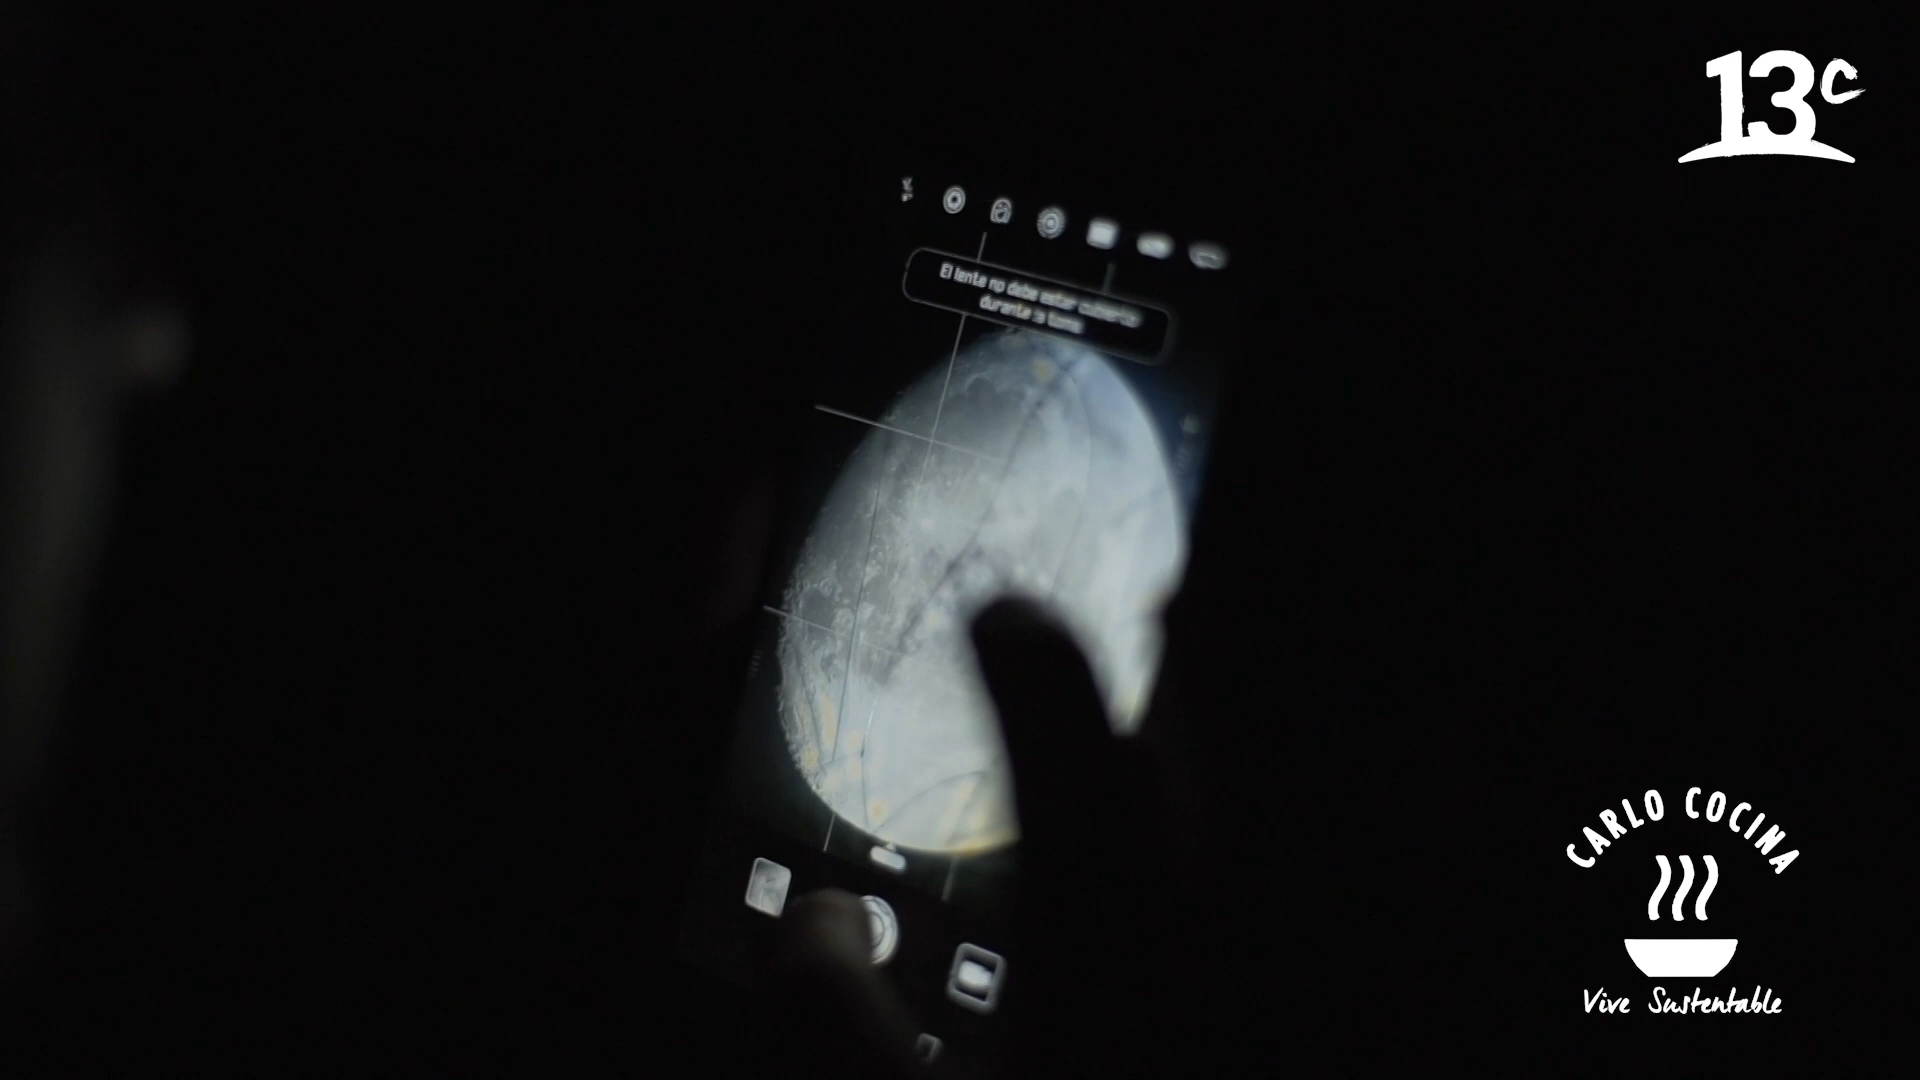 13c
El lente no debe estar cubierto
durante la toma
CARLO COCINA
Vive Sustentable